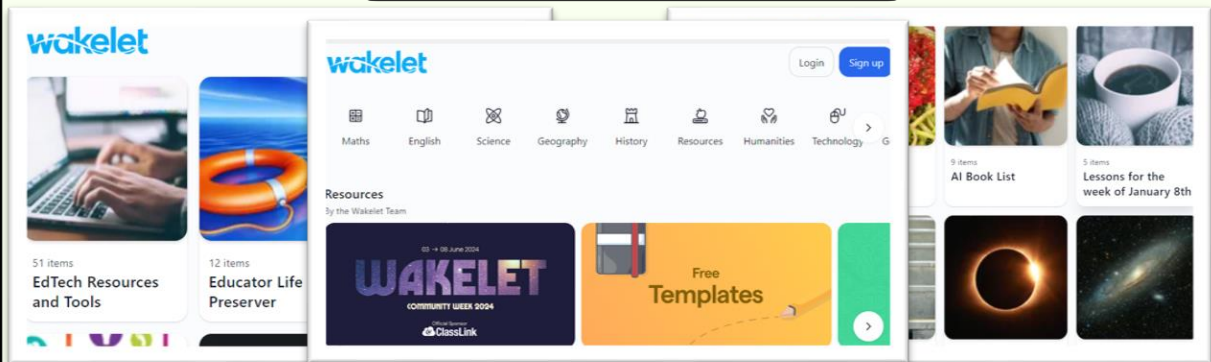 wakelet
51 items
EdTech Resources
and Tools
12 items
Educator Life
Preserver
wakelet
Login
Sign up
Maths
English
Science
Geography
History
Resources
Humanities
Technology
G
Resources
By the Wakelet Team
03 → 08 June 2024
WAKELET
COMMUNITY WEEK 2024
Official Sponsor
ClassLink
Free
Templates
9 items
AI Book List
5 items
Lessons for the
week of January 8th